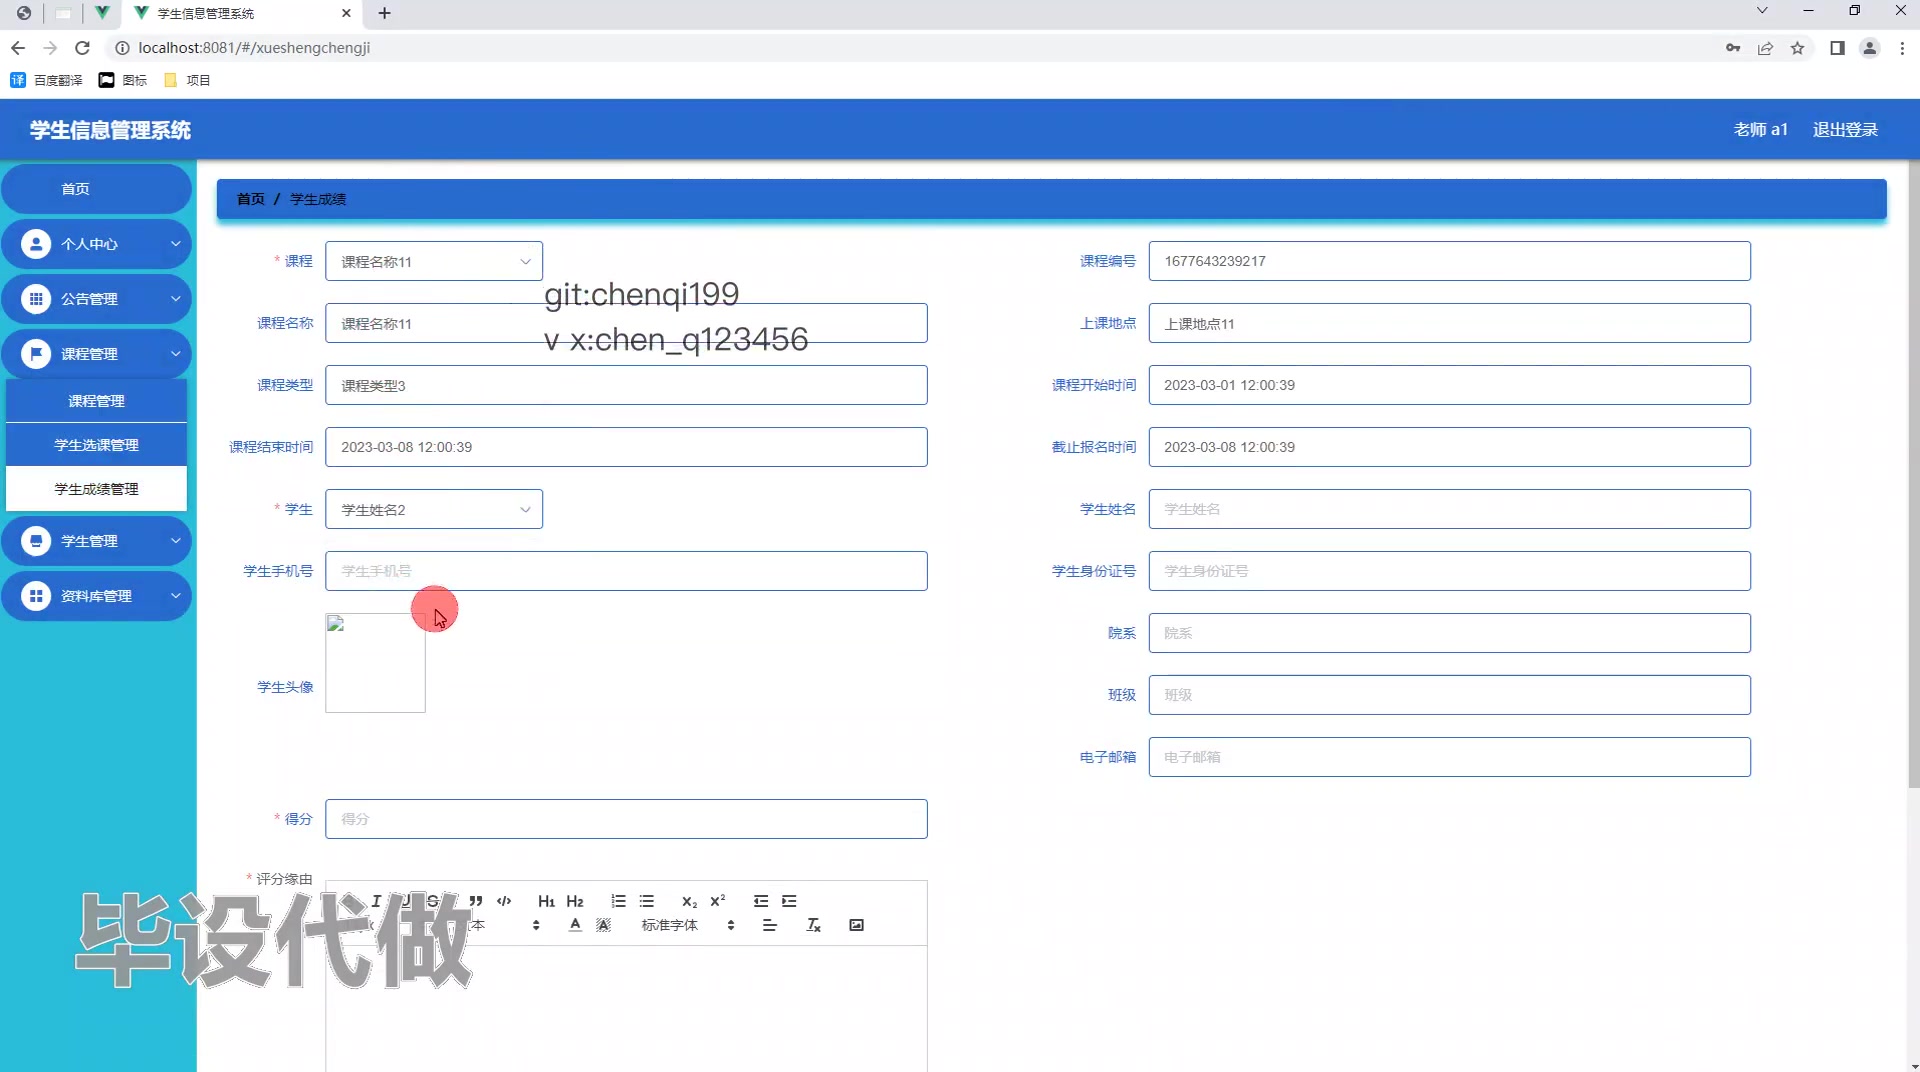 学生信息管理系统
localhost:8081/#/xueshengchengji
百度翻译 图标 项目
学生信息管理系统
老师 a1 退出登录
首页
个人中心
公告管理
课程管理
课程管理
学生选课管理
学生成绩管理
学生管理
资料库管理
首页 / 学生成绩
* 课程 课程名称11
课程编号 1677643239217
git:chenqi199
课程名称 课程名称11
上课地点 上课地点11
v x:chen_q123456
课程类型 课程类型3
课程开始时间 2023-03-01 12:00:39
课程结束时间 2023-03-08 12:00:39
截止报名时间 2023-03-08 12:00:39
* 学生 学生姓名2
学生姓名 学生姓名
学生手机号 学生手机号
学生身份证号 学生身份证号
院系 院系
学生头像
班级 班级
电子邮箱 电子邮箱
* 得分 得分
* 评分缘由
H1 H2
本 标准字体
毕设代做